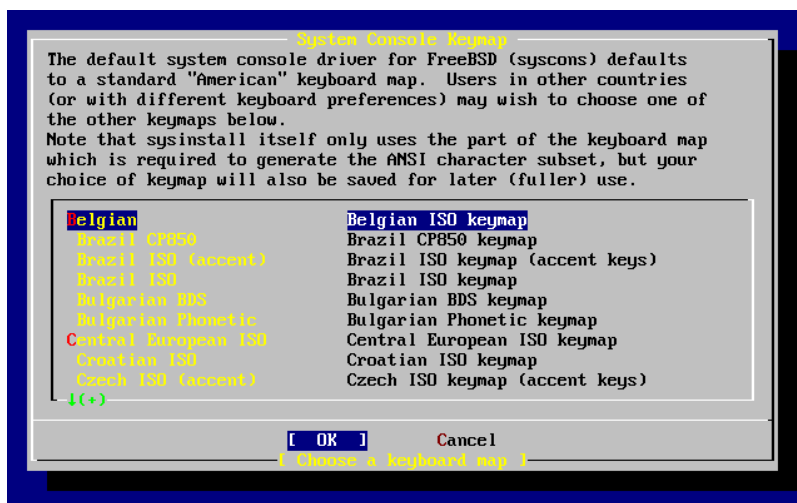 System Console Keymap
The default system console driver for FreeBSD (syscons) defaults
to a standard "American" keyboard map.  Users in other countries
(or with different keyboard preferences) may wish to choose one of
the other keymaps below.
Note that sysinstall itself only uses the part of the keyboard map
which is required to generate the ANSI character subset, but your
choice of keymap will also be saved for later (fuller) use.
Belgian Belgian ISO keymap
Brazil CP850 Brazil CP850 keymap
Brazil ISO (accent) Brazil ISO keymap (accent keys)
Brazil ISO Brazil ISO keymap
Bulgarian BDS Bulgarian BDS keymap
Bulgarian Phonetic Bulgarian Phonetic keymap
Central European ISO Central European ISO keymap
Croatian ISO Croatian ISO keymap
Czech ISO (accent) Czech ISO keymap (accent keys)
↓(+)
[ OK ] Cancel
[ Choose a keyboard map ]